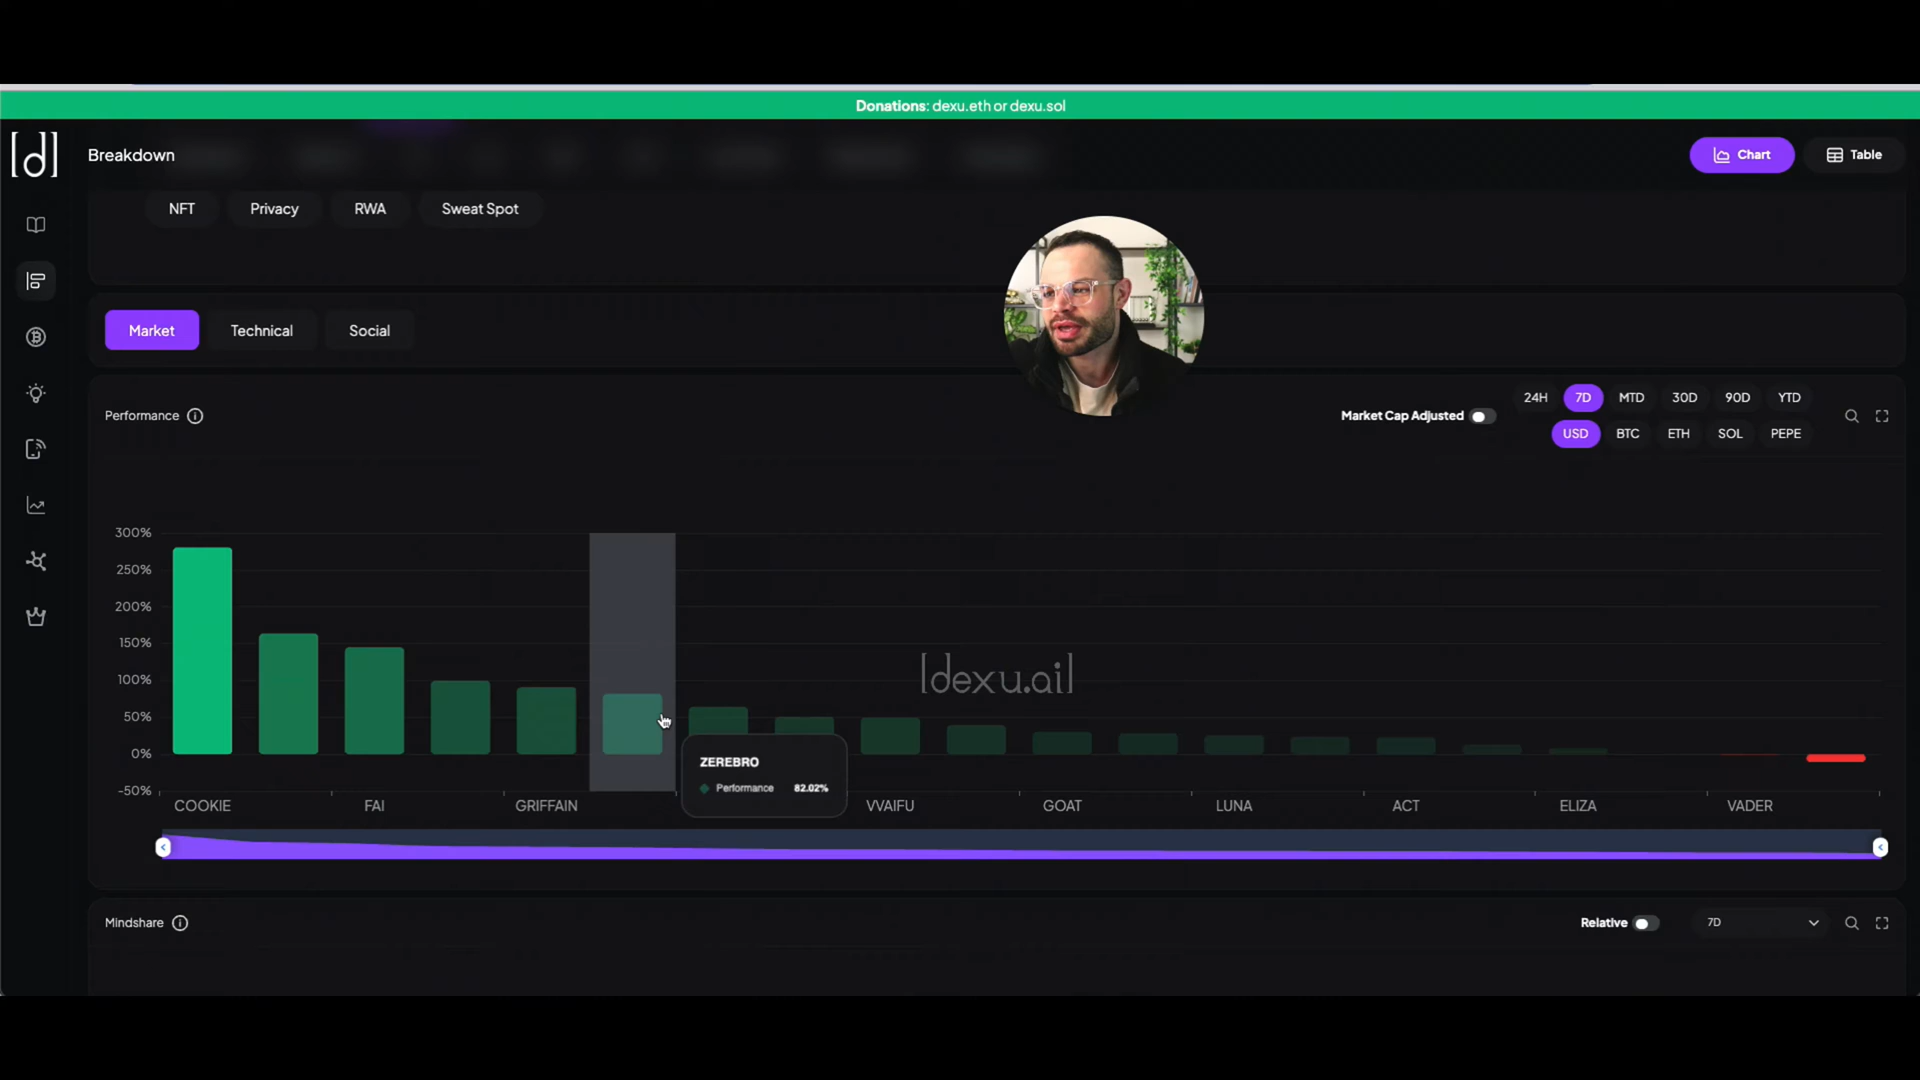 Donations: dexu.eth or dexu.sol
[d]
Breakdown
Chart
Table
NFT
Privacy
RWA
Sweat Spot
Market
Technical
Social
Performance
Market Cap Adjusted
24H
7D
MTD
30D
90D
YTD
USD
BTC
ETH
SOL
PEPE
300%
250%
200%
150%
100%
50%
0%
-50%
[dexu.ai]
ZEREBRO
Performance 82.02%
COOKIE
FAI
GRIFFAIN
VVAIFU
GOAT
LUNA
ACT
ELIZA
VADER
Mindshare
Relative
7D